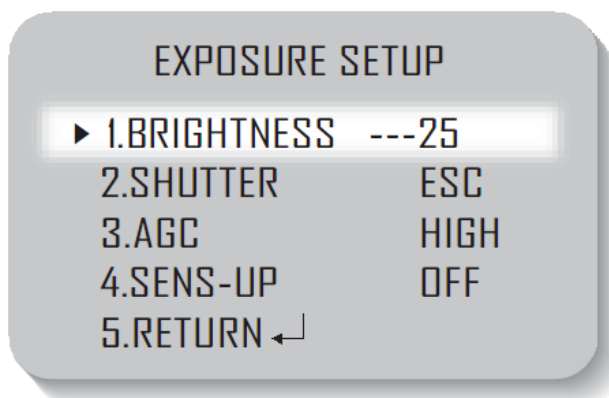 EXPOSURE SETUP
▶ 1.BRIGHTNESS ---25
2.SHUTTER ESC
3.AGC HIGH
4.SENS-UP OFF
5.RETURN ↵